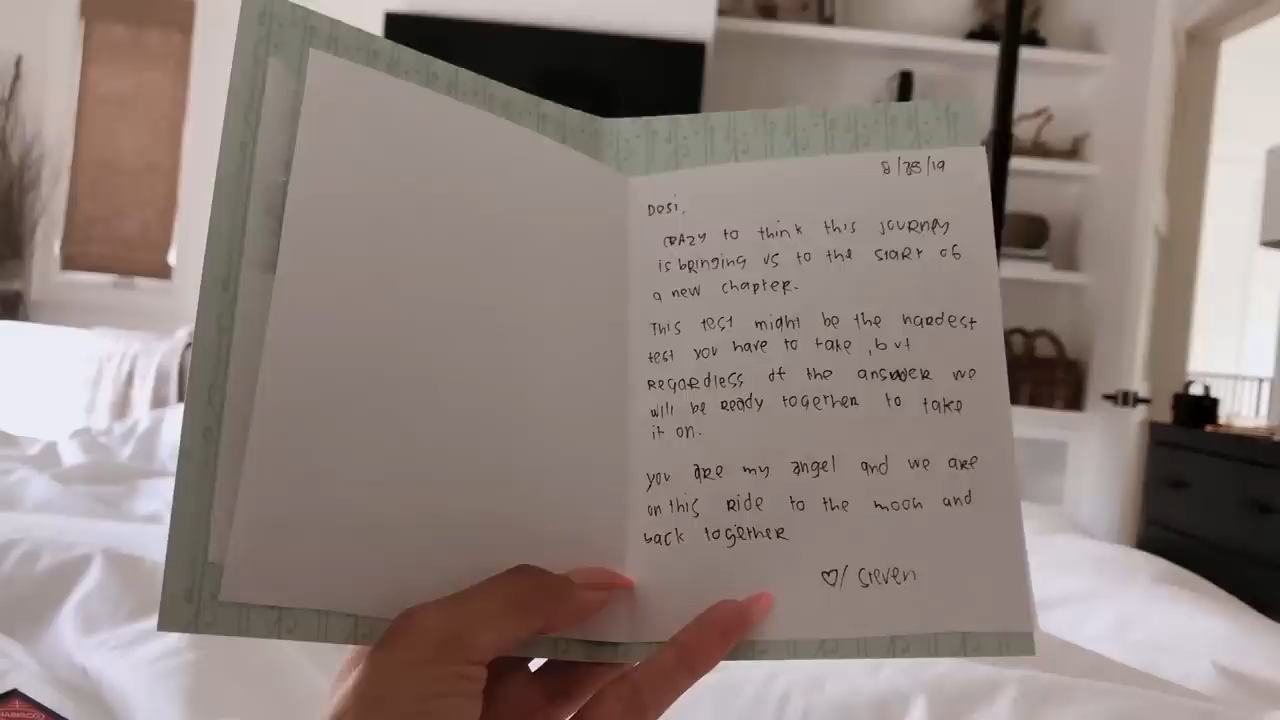 8/28/19
Desi,
CRAZY to think this journey
is bringing us to the start of
a new chapter.
This test might be the hardest
test you have to take, but
REGARDLESS of the answer we
will be ready together to take
it on.
you are my angel and we are
on this ride to the moon and
back together
♡/ Steven
NABISCO